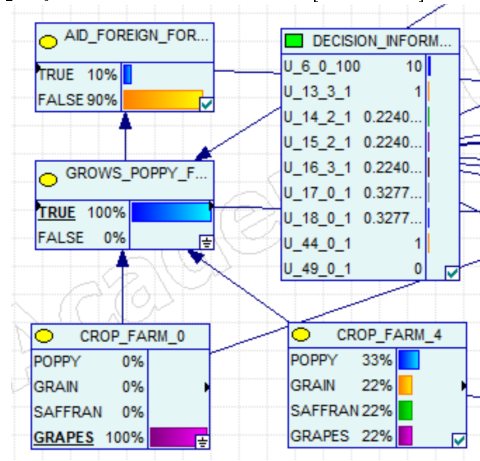 AID_FOREIGN_FOR...
TRUE 10%
FALSE 90%
DECISION_INFORM...
U_6_0_100 10
U_13_3_1 1
U_14_2_1 0.2240...
U_15_2_1 0.2240...
U_16_3_1 0.2240...
U_17_0_1 0.3277...
U_18_0_1 0.3277...
U_44_0_1 1
U_49_0_1 0
GROWS_POPPY_F...
TRUE 100%
FALSE 0%
CROP_FARM_0
POPPY 0%
GRAIN 0%
SAFFRAN 0%
GRAPES 100%
CROP_FARM_4
POPPY 33%
GRAIN 22%
SAFFRAN 22%
GRAPES 22%